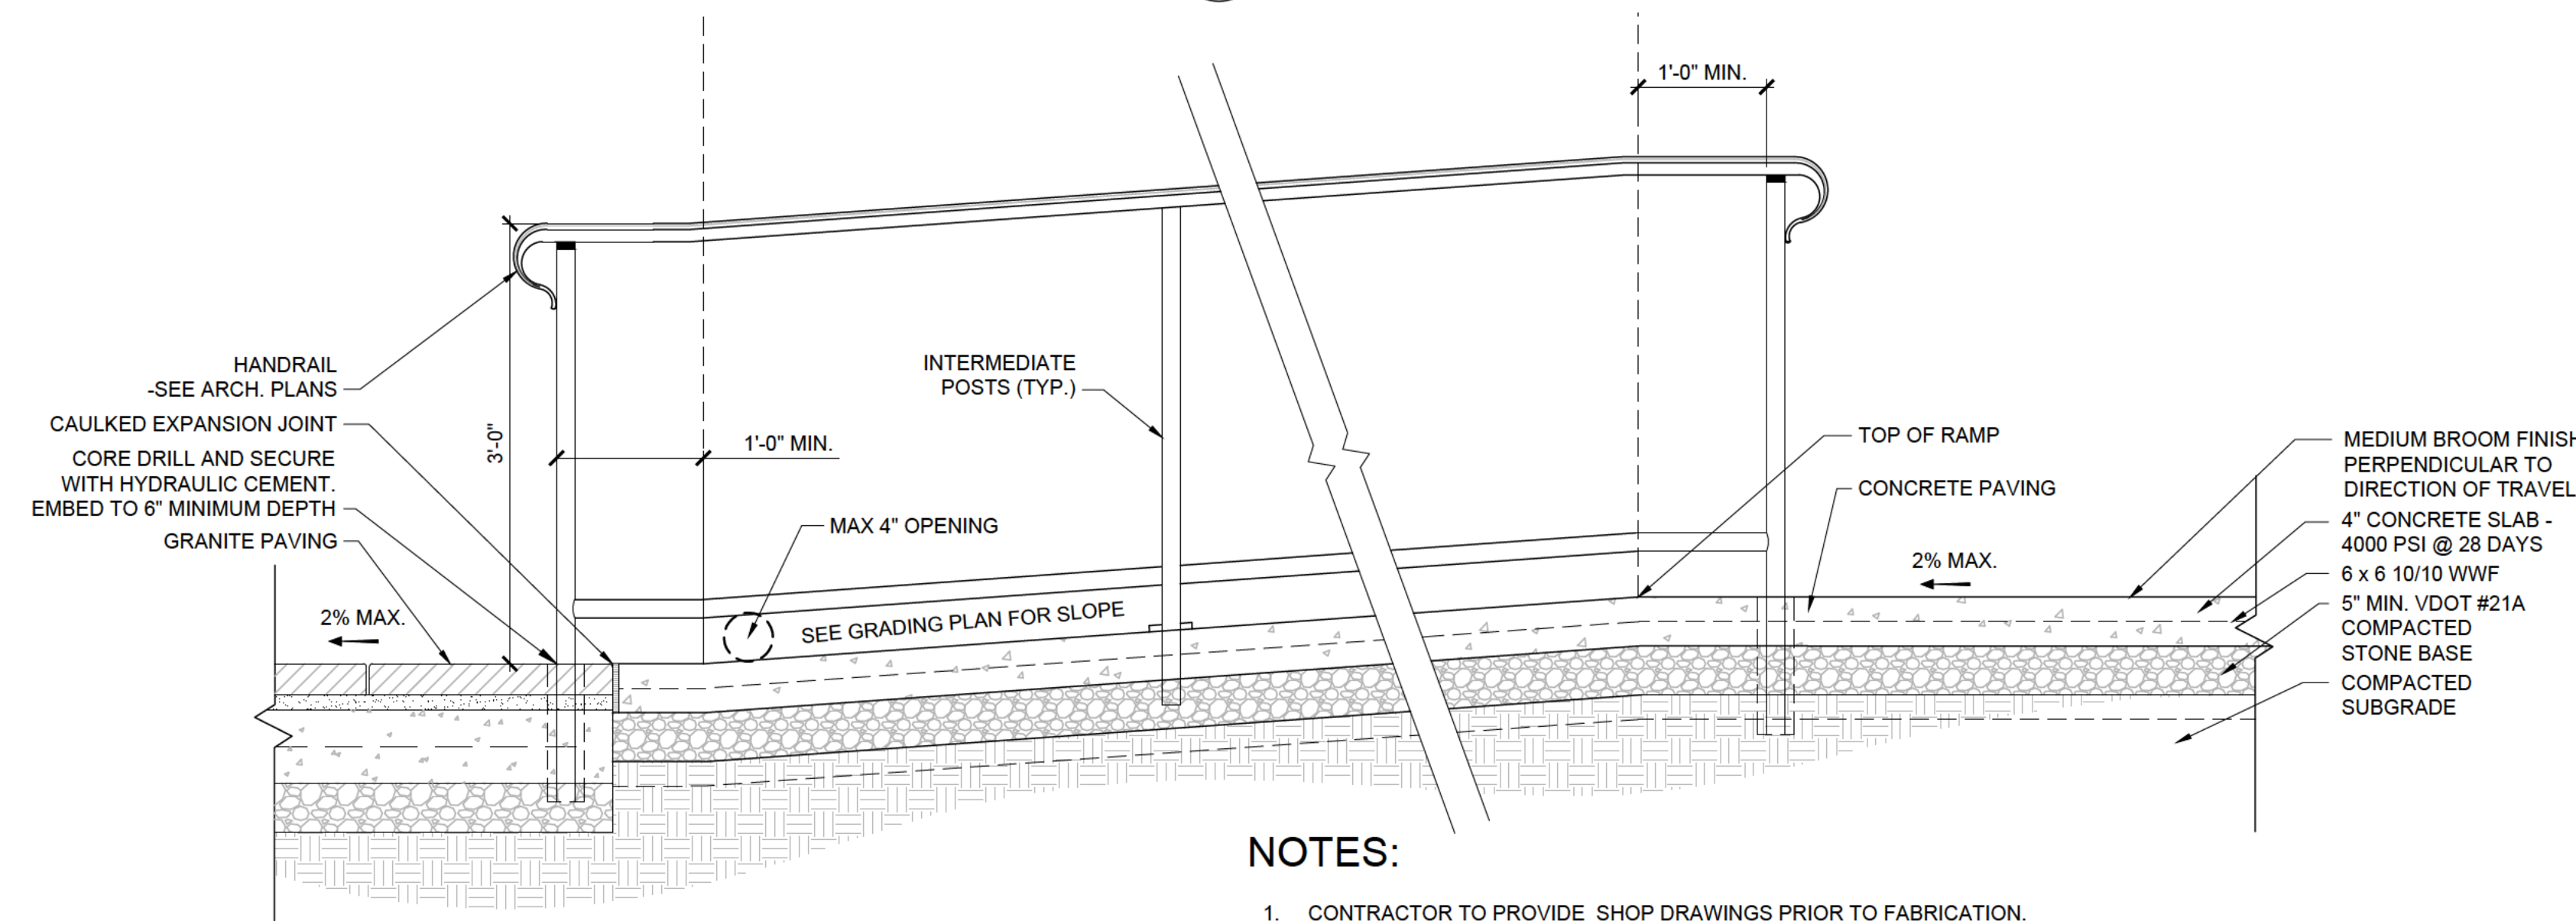 1'-0" MIN.
HANDRAIL
-SEE ARCH. PLANS
CAULKED EXPANSION JOINT
CORE DRILL AND SECURE
WITH HYDRAULIC CEMENT.
EMBED TO 6" MINIMUM DEPTH
GRANITE PAVING
2% MAX.
3'-0"
1'-0" MIN.
MAX 4" OPENING
INTERMEDIATE
POSTS (TYP.)
SEE GRADING PLAN FOR SLOPE
TOP OF RAMP
CONCRETE PAVING
2% MAX.
MEDIUM BROOM FINISH
PERPENDICULAR TO
DIRECTION OF TRAVEL
4" CONCRETE SLAB -
4000 PSI @ 28 DAYS
6 x 6 10/10 WWF
5" MIN. VDOT #21A
COMPACTED
STONE BASE
COMPACTED
SUBGRADE
NOTES:
1. CONTRACTOR TO PROVIDE SHOP DRAWINGS PRIOR TO FABRICATION.